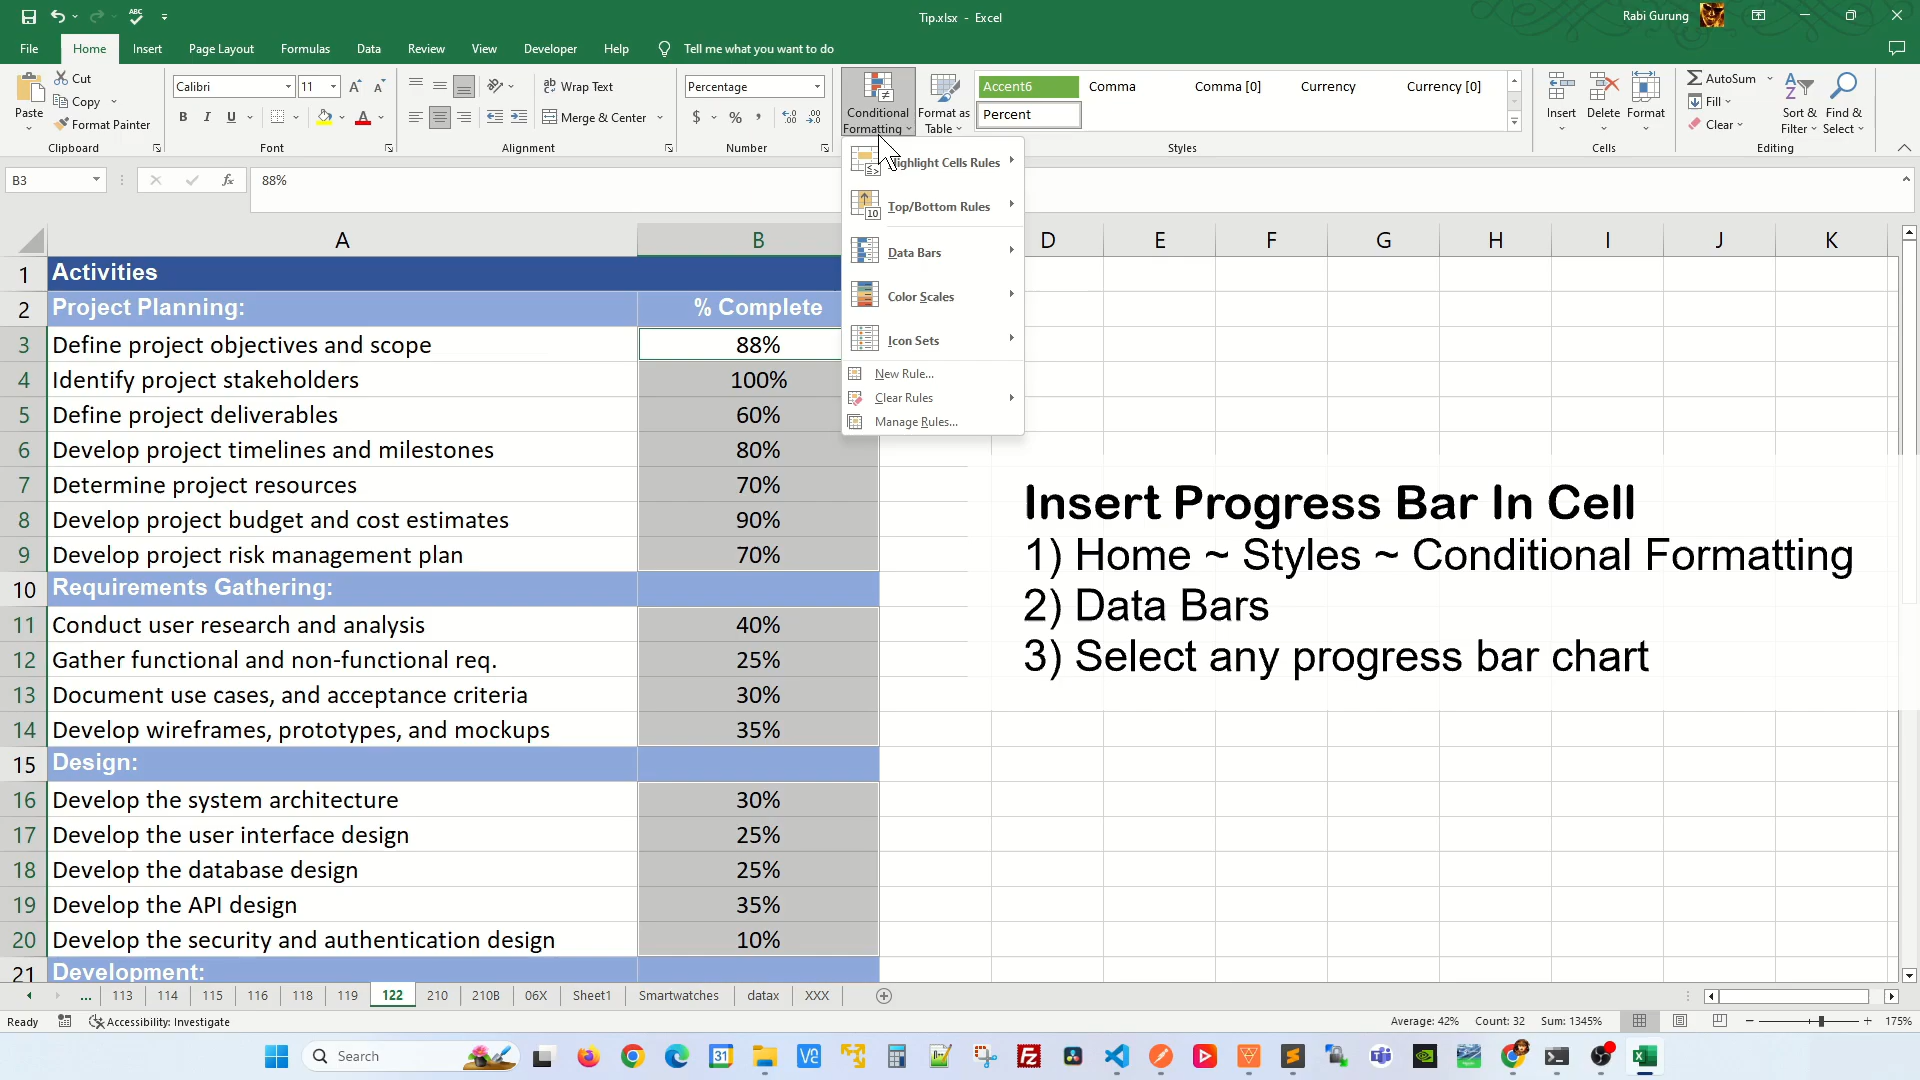 Tip.xlsx - Excel
Rabi Gurung
File Home Insert Page Layout Formulas Data Review View Developer Help Tell me what you want to do
Paste
Cut
Copy
Format Painter
Clipboard
Calibri 11
B I U
Font
Wrap Text
Merge & Center
Alignment
Percentage
$ % ,
Number
Conditional Formatting
Format as Table
Accent6 Comma Comma [0] Currency Currency [0]
Percent
Styles
Insert Delete Format
Cells
AutoSum
Fill
Clear
Sort & Filter
Find & Select
Editing
B3 fx 88%
Highlight Cells Rules
Top/Bottom Rules
Data Bars
Color Scales
Icon Sets
New Rule...
Clear Rules
Manage Rules...
A B D E F G H I J K
1 Activities
2 Project Planning: % Complete
3 Define project objectives and scope 88%
4 Identify project stakeholders 100%
5 Define project deliverables 60%
6 Develop project timelines and milestones 80%
7 Determine project resources 70%
8 Develop project budget and cost estimates 90%
9 Develop project risk management plan 70%
10 Requirements Gathering:
11 Conduct user research and analysis 40%
12 Gather functional and non-functional req. 25%
13 Document use cases, and acceptance criteria 30%
14 Develop wireframes, prototypes, and mockups 35%
15 Design:
16 Develop the system architecture 30%
17 Develop the user interface design 25%
18 Develop the database design 25%
19 Develop the API design 35%
20 Develop the security and authentication design 10%
21 Development:
Insert Progress Bar In Cell
1) Home ~ Styles ~ Conditional Formatting
2) Data Bars
3) Select any progress bar chart
... 113 114 115 116 118 119 122 210 210B 06X Sheet1 Smartwatches datax XXX
Ready Accessibility: Investigate Average: 42% Count: 32 Sum: 1345% 175%
Search